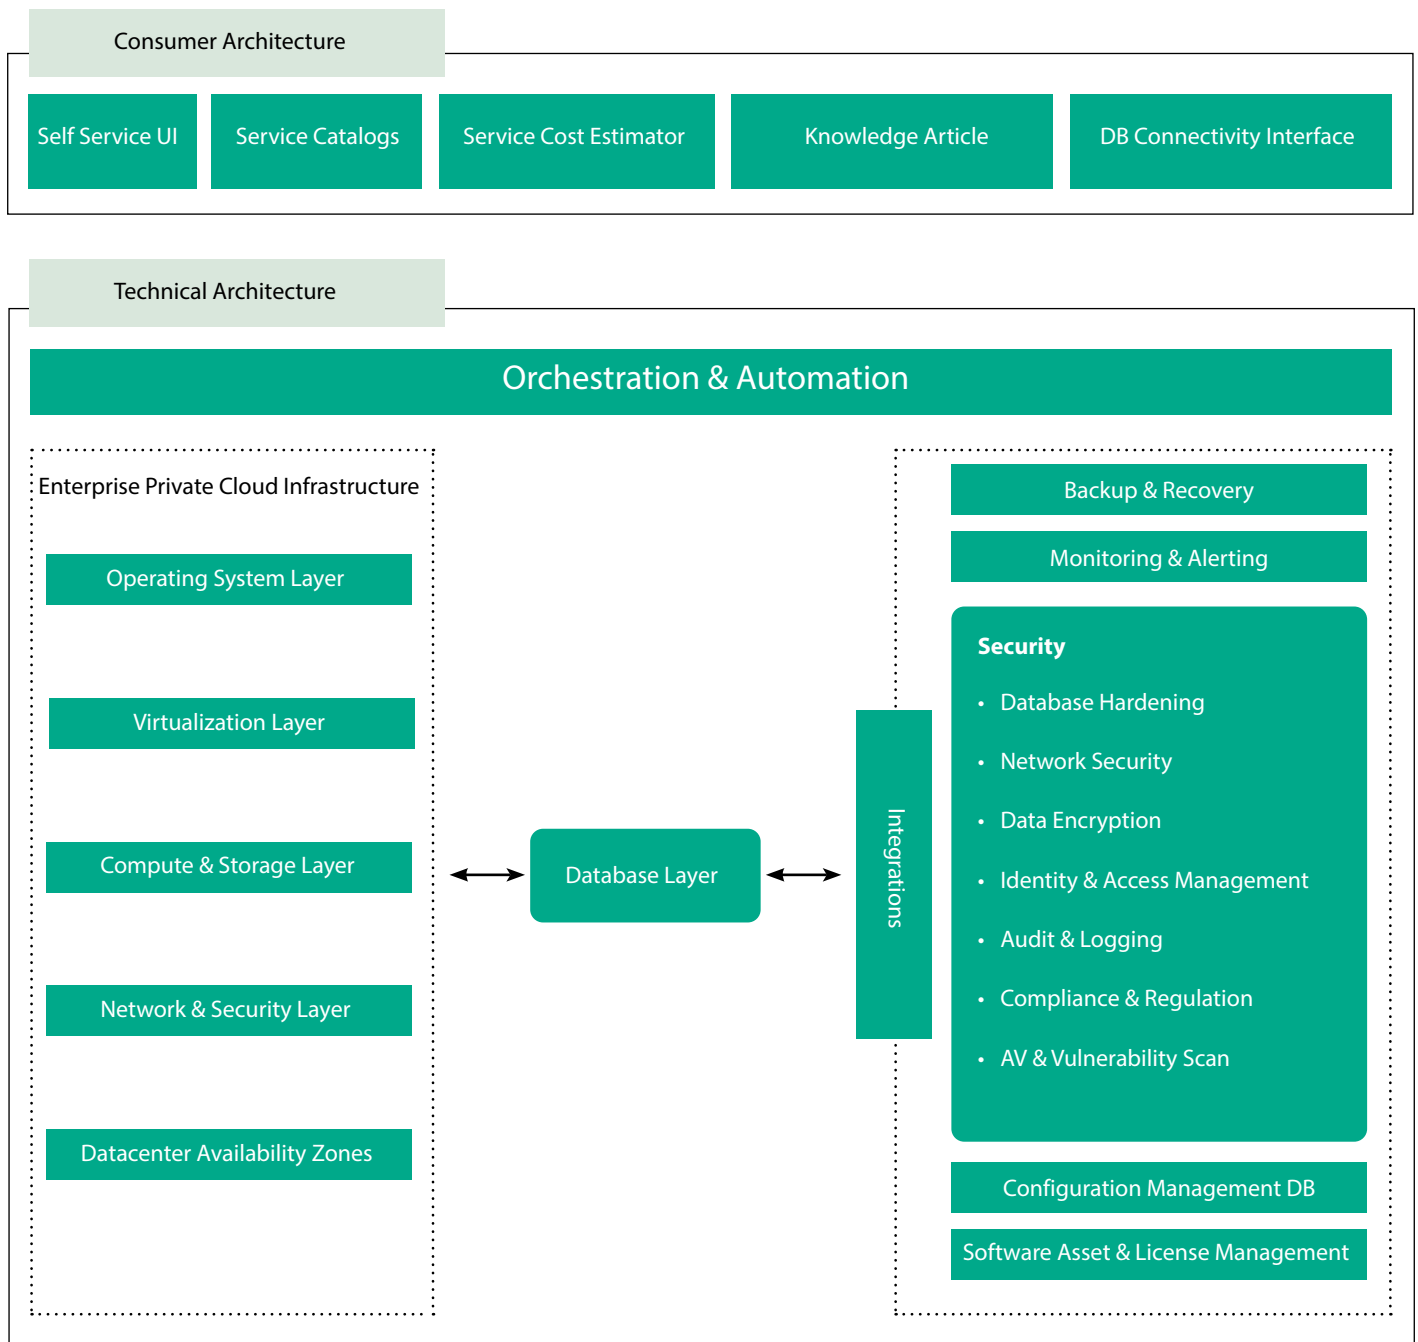 Consumer Architecture
Self Service UI
Service Catalogs
Service Cost Estimator
Knowledge Article
DB Connectivity Interface
Technical Architecture
Orchestration & Automation
Enterprise Private Cloud Infrastructure
Operating System Layer
Virtualization Layer
Compute & Storage Layer
Network & Security Layer
Datacenter Availability Zones
Database Layer
Integrations
Backup & Recovery
Monitoring & Alerting
Security
• Database Hardening
• Network Security
• Data Encryption
• Identity & Access Management
• Audit & Logging
• Compliance & Regulation
• AV & Vulnerability Scan
Configuration Management DB
Software Asset & License Management